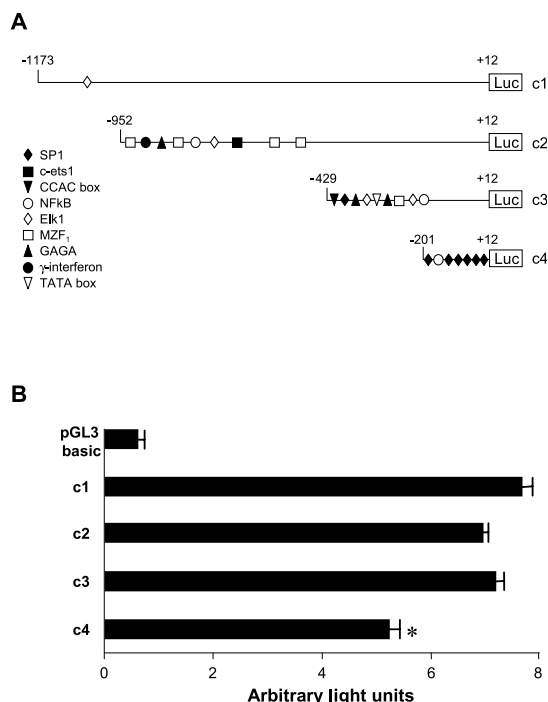 A
-1173
+12
Luc
c1
-952
+12
Luc
c2
SP1
c-ets1
CCAC box
NFkB
Elk1
MZF₁
GAGA
γ-interferon
TATA box
-429
+12
Luc
c3
-201
+12
Luc
c4
B
pGL3
basic
c1
c2
c3
c4
*
0 2 4 6 8
Arbitrary light units